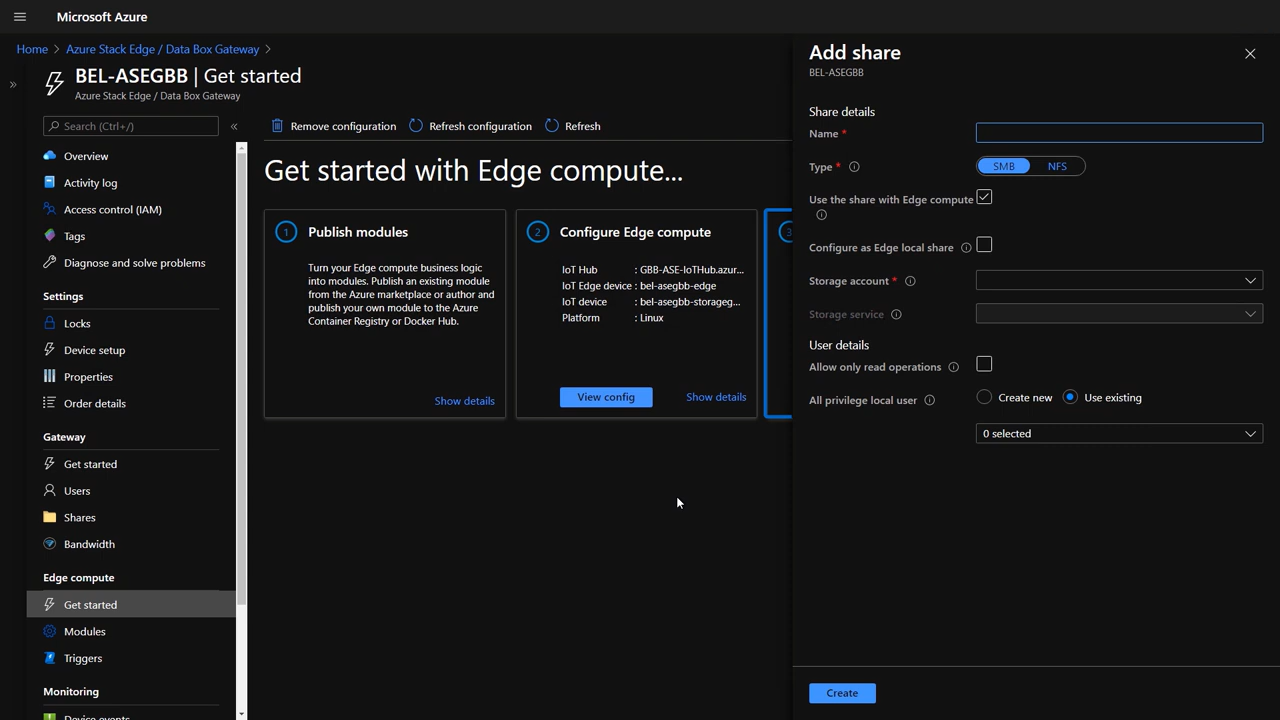 Microsoft Azure
Home > Azure Stack Edge / Data Box Gateway >
BEL-ASEGBB | Get started
Azure Stack Edge / Data Box Gateway
Search (Ctrl+/)
Overview
Activity log
Access control (IAM)
Tags
Diagnose and solve problems
Settings
Locks
Device setup
Properties
Order details
Gateway
Get started
Users
Shares
Bandwidth
Edge compute
Get started
Modules
Triggers
Monitoring
Device events
Remove configuration Refresh configuration Refresh
Get started with Edge compute...
1 Publish modules
Turn your Edge compute business logic
into modules. Publish an existing module
from the Azure marketplace or author and
publish your own module to the Azure
Container Registry or Docker Hub.
Show details
2 Configure Edge compute
IoT Hub : GBB-ASE-IoTHub.azur...
IoT Edge device : bel-asegbb-edge
IoT device : bel-asegbb-storageg...
Platform : Linux
View config Show details
3
Add share
BEL-ASEGBB
Share details
Name *
Type * SMB NFS
Use the share with Edge compute
Configure as Edge local share
Storage account *
Storage service
User details
Allow only read operations
All privilege local user Create new Use existing
0 selected
Create